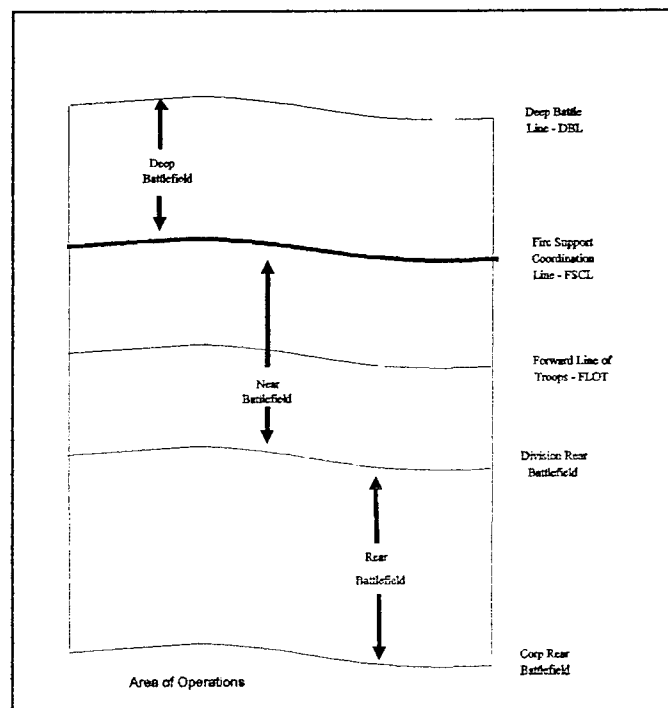 Deep Battle
Line - DBL
Deep
Battlefield
Fire Support
Coordination
Line - FSCL
Forward Line of
Troops - FLOT
Near
Battlefield
Division Rear
Battlefield
Rear
Battlefield
Corp Rear
Battlefield
Area of Operations